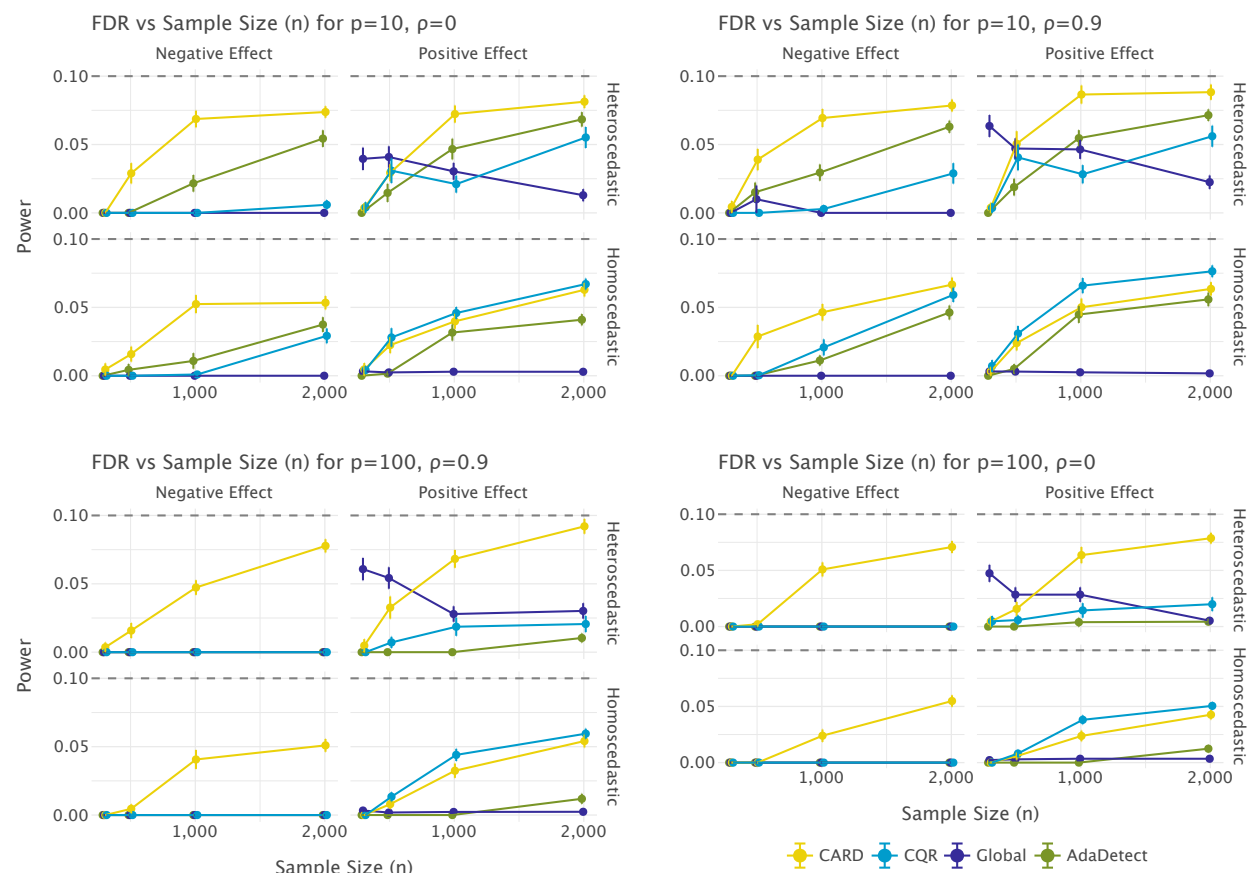 FDR vs Sample Size (n) for p=10, ρ=0
Negative Effect
Positive Effect
0.10
0.05
0.00
Heteroscedastic
0.10
0.05
0.00
Homoscedastic
1,000
2,000
1,000
2,000
Power
FDR vs Sample Size (n) for p=10, ρ=0.9
Negative Effect
Positive Effect
0.10
0.05
0.00
Heteroscedastic
0.10
0.05
0.00
Homoscedastic
1,000
2,000
1,000
2,000
FDR vs Sample Size (n) for p=100, ρ=0.9
Negative Effect
Positive Effect
0.10
0.05
0.00
Heteroscedastic
0.10
0.05
0.00
Homoscedastic
1,000
2,000
1,000
2,000
Power
Sample Size (n)
FDR vs Sample Size (n) for p=100, ρ=0
Negative Effect
Positive Effect
0.10
0.05
0.00
Heteroscedastic
0.10
0.05
0.00
Homoscedastic
1,000
2,000
1,000
2,000
Sample Size (n)
CARD CQR Global AdaDetect